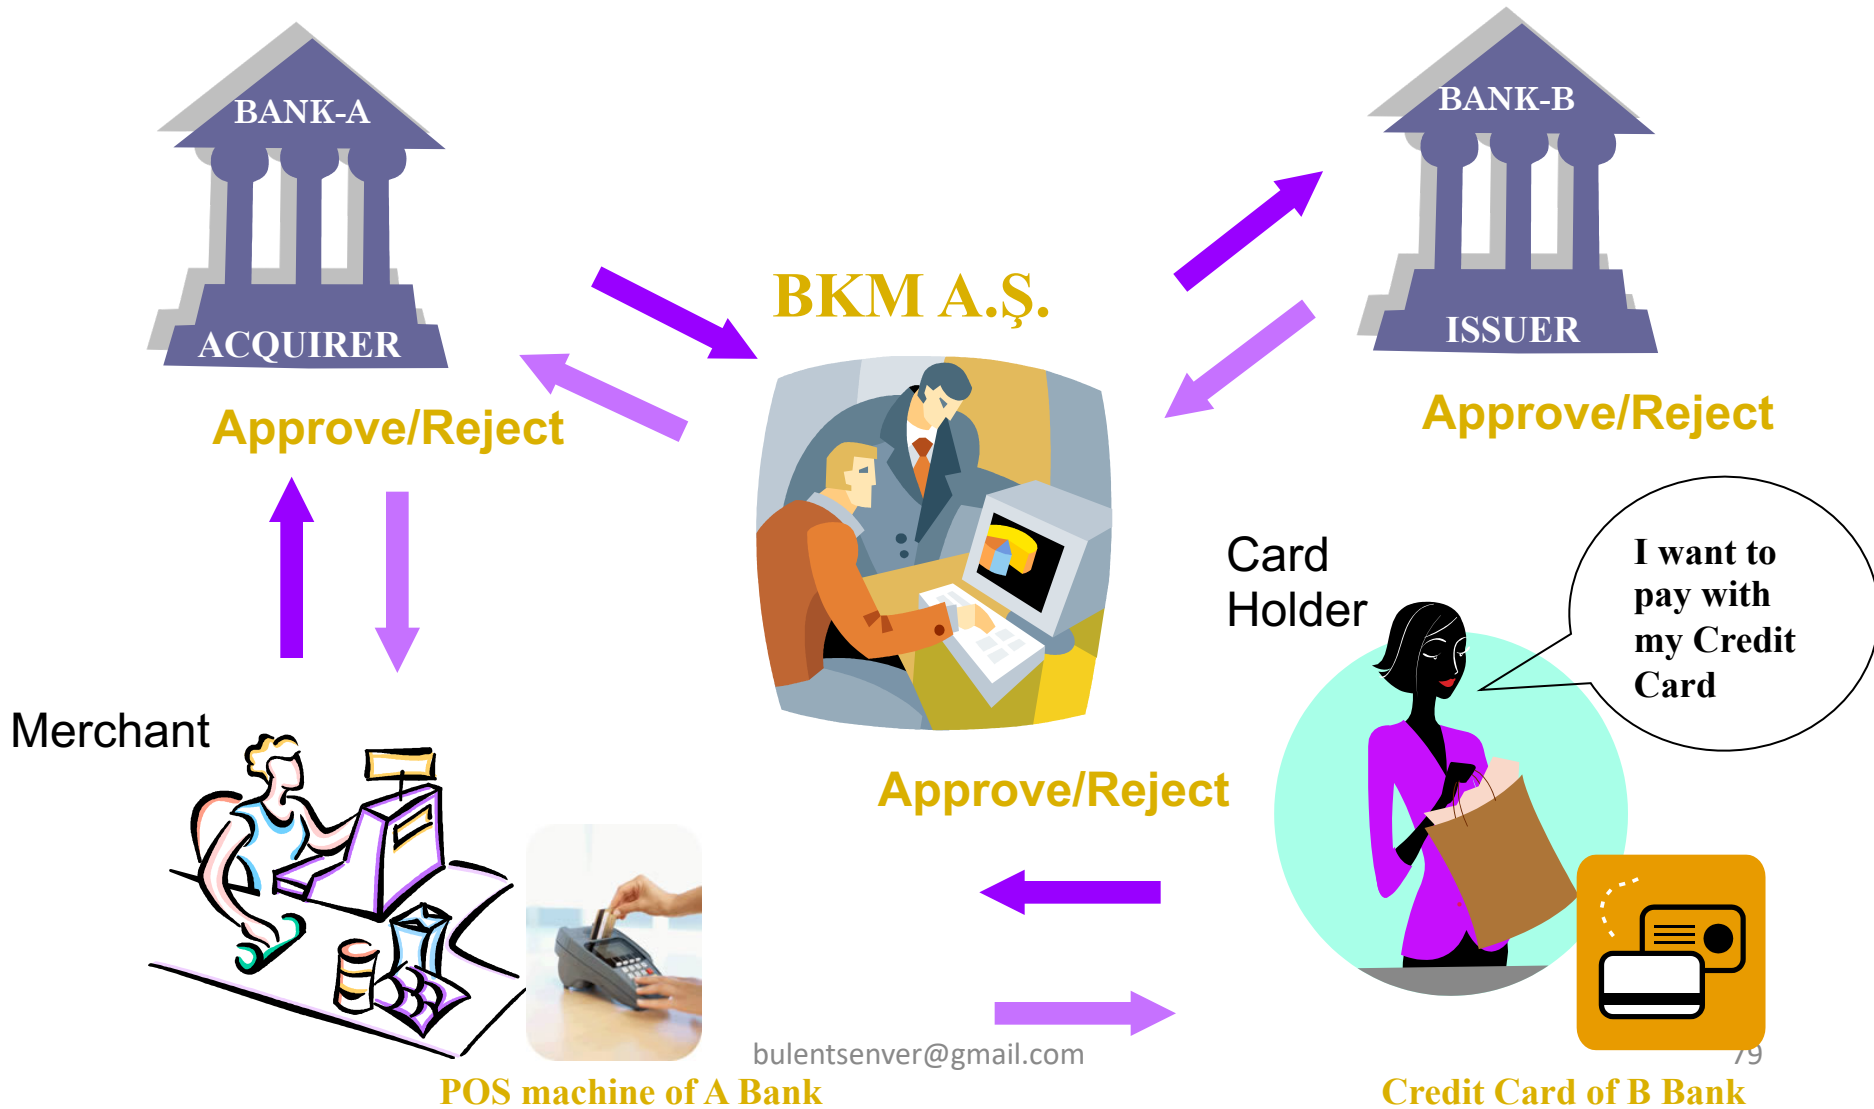 BANK-A
BANK-B
BKM A.Ş.
ACQUIRER
ISSUER
Approve/Reject
Approve/Reject
Card
Holder
I want to
pay with
my Credit
Card
Merchant
Approve/Reject
bulentsenver@gmail.com
79
POS machine of A Bank
Credit Card of B Bank